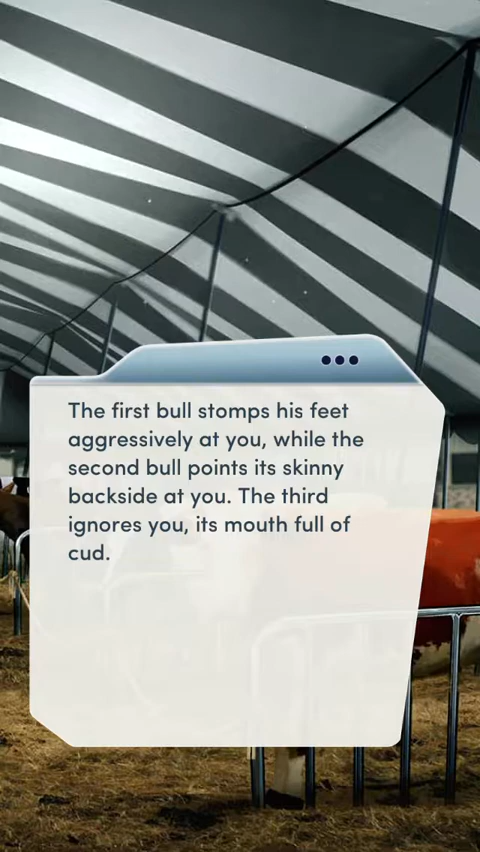 The first bull stomps his feet
aggressively at you, while the
second bull points its skinny
backside at you. The third
ignores you, its mouth full of
cud.